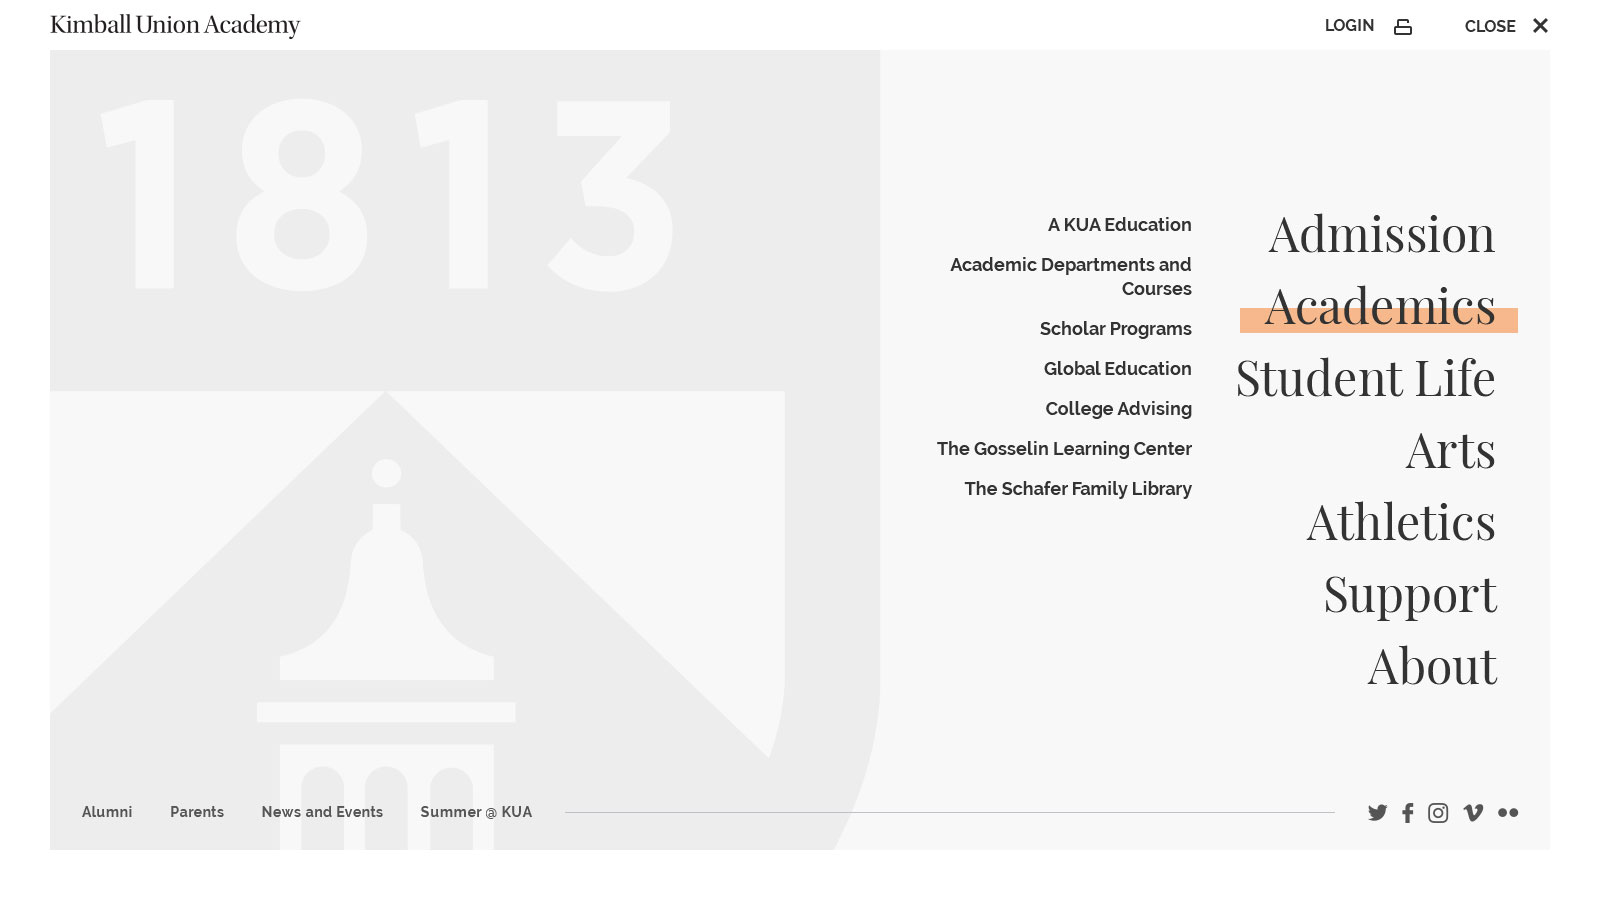 Kimball Union Academy
LOGIN
CLOSE
1813
A KUA Education
Academic Departments and
Courses
Scholar Programs
Global Education
College Advising
The Gosselin Learning Center
The Schafer Family Library
Admission
Academics
Student Life
Arts
Athletics
Support
About
Alumni
Parents
News and Events
Summer @ KUA